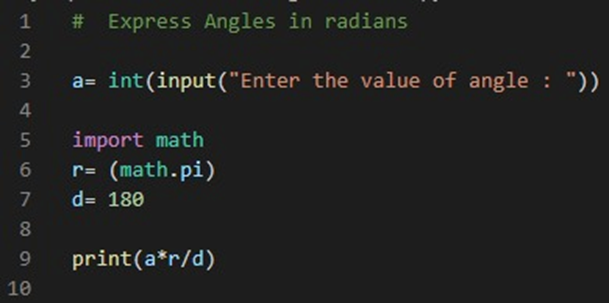 1 #  Express Angles in radians
2
3 a= int(input("Enter the value of angle : "))
4
5 import math
6 r= (math.pi)
7 d= 180
8
9 print(a*r/d)
10